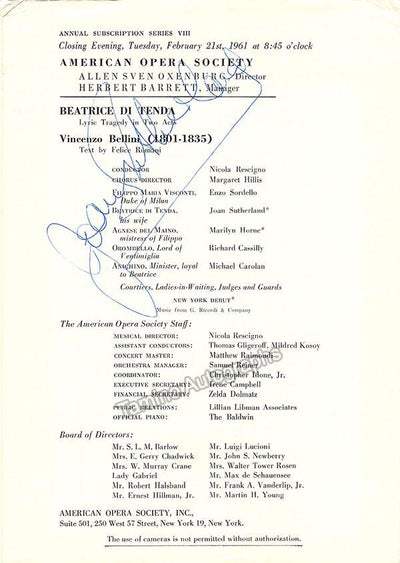 ANNUAL SUBSCRIPTION SERIES VIII
Closing Evening, Tuesday, February 21st, 1961 at 8:45 o'clock
AMERICAN OPERA SOCIETY
ALLEN SVEN OXENBURG, Director
HERBERT BARRETT, Manager
BEATRICE DI TENDA
Lyric Tragedy in Two Acts
Vincenzo Bellini (1801-1835)
Text by Felice Romani
CONDUCTOR Nicola Rescigno
CHORUS DIRECTOR Margaret Hillis
FILIPPO MARIA VISCONTI, Enzo Sordello
Duke of Milan
BEATRICE DI TENDA, Joan Sutherland*
his wife
AGNESE DEL MAINO, Marilyn Horne*
mistress of Filippo
OROMBELLO, Lord of Richard Cassilly
Ventimiglia
ANICHINO, Minister, loyal Michael Carolan
to Beatrice
Courtiers, Ladies-in-Waiting, Judges and Guards
NEW YORK DEBUT*
Music from G. Ricordi & Company
The American Opera Society Staff:
MUSICAL DIRECTOR: Nicola Rescigno
ASSISTANT CONDUCTORS: Thomas Gligeroff, Mildred Kosoy
CONCERT MASTER: Matthew Raimondi
ORCHESTRA MANAGER: Samuel Reiner
COORDINATOR: Christopher Mone, Jr.
EXECUTIVE SECRETARY: Irene Campbell
FINANCIAL SECRETARY: Zelda Dolmatz
PUBLIC RELATIONS: Lillian Libman Associates
OFFICIAL PIANO: The Baldwin
Tamino Autographs
Board of Directors:
Mr. S. L. M. Barlow Mr. Luigi Lucioni
Mrs. E. Gerry Chadwick Mr. John S. Newberry
Mrs. W. Murray Crane Mrs. Walter Tower Rosen
Lady Gabriel Mr. Max de Schauensee
Mr. Robert Halsband Mr. Frank A. Vanderlip, Jr.
Mr. Ernest Hillman, Jr. Mr. Martin H. Young
AMERICAN OPERA SOCIETY, INC.,
Suite 501, 250 West 57 Street, New York 19, New York.
The use of cameras is not permitted without authorization.
Joan Sutherland